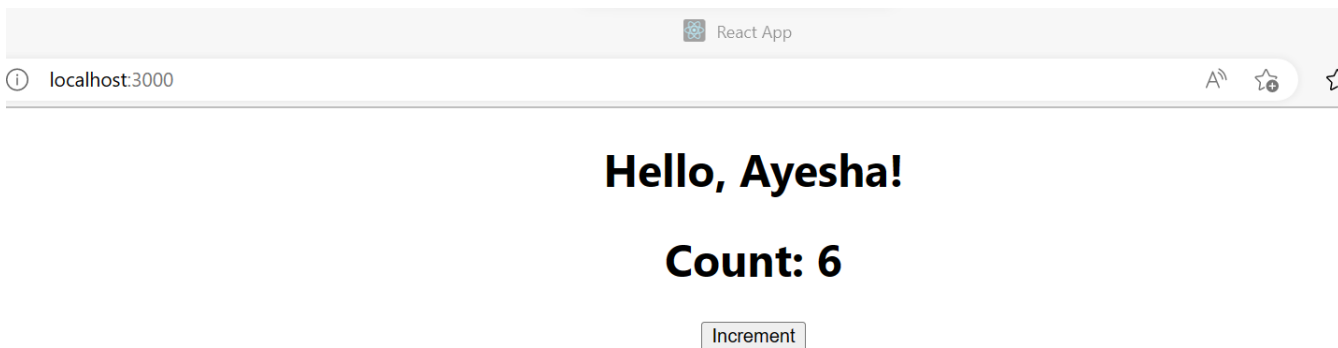 React App
localhost:3000
Hello, Ayesha!
Count: 6
Increment